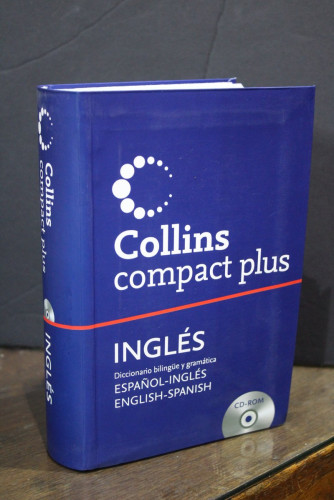 Collins
compact plus
INGLÉS
Diccionario bilingüe y gramática
ESPAÑOL-INGLÉS
ENGLISH-SPANISH
CD-ROM
Collins
compact plus
INGLÉS